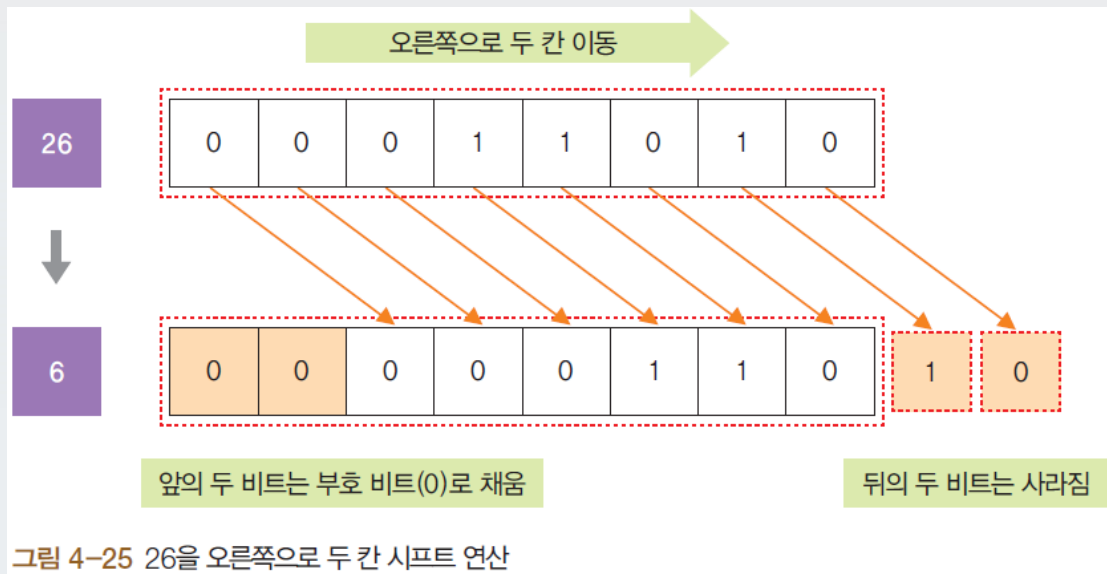 오른쪽으로 두 칸 이동
26 0 0 0 1 1 0 1 0
6 0 0 0 0 0 1 1 0 1 0
앞의 두 비트는 부호 비트(0)로 채움 뒤의 두 비트는 사라짐
그림 4-25 26을 오른쪽으로 두 칸 시프트 연산